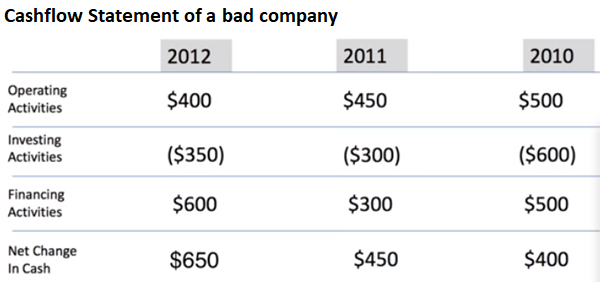 Cashflow Statement of a bad company
2012 2011 2010
Operating
Activities $400 $450 $500
Investing
Activities ($350) ($300) ($600)
Financing
Activities $600 $300 $500
Net Change
In Cash $650 $450 $400